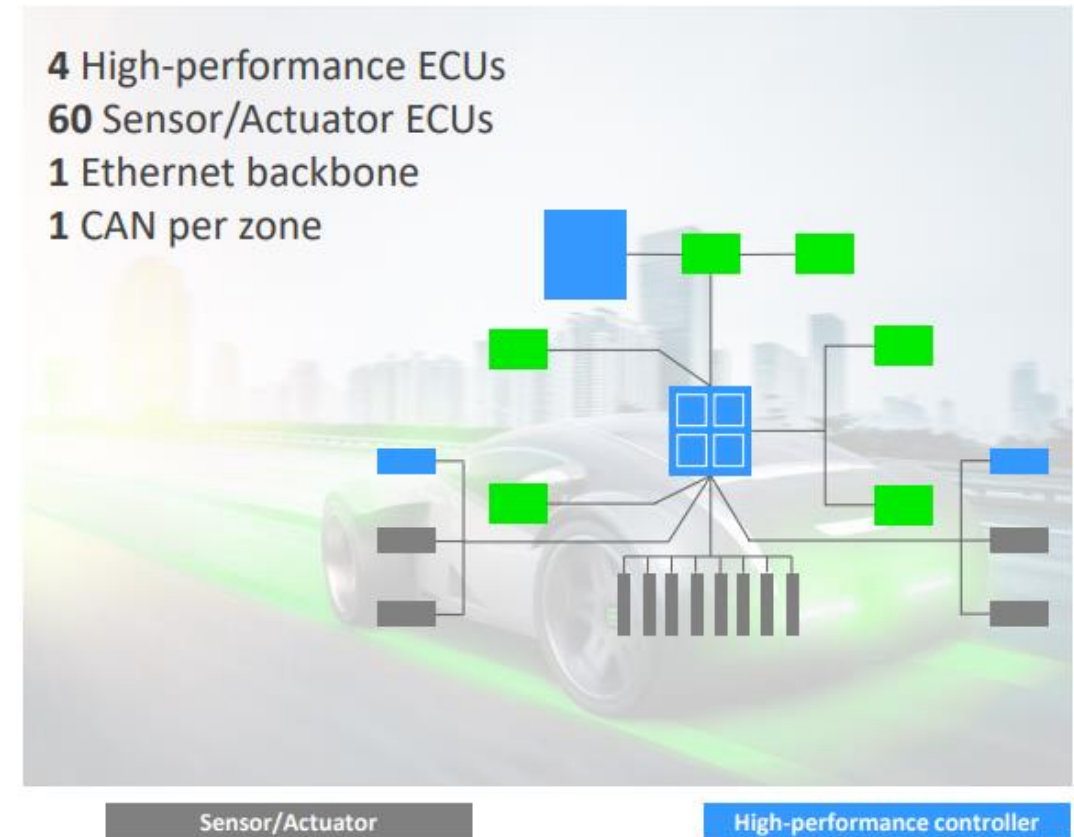 4 High-performance ECUs
60 Sensor/Actuator ECUs
1 Ethernet backbone
1 CAN per zone
Sensor/Actuator
High-performance controller